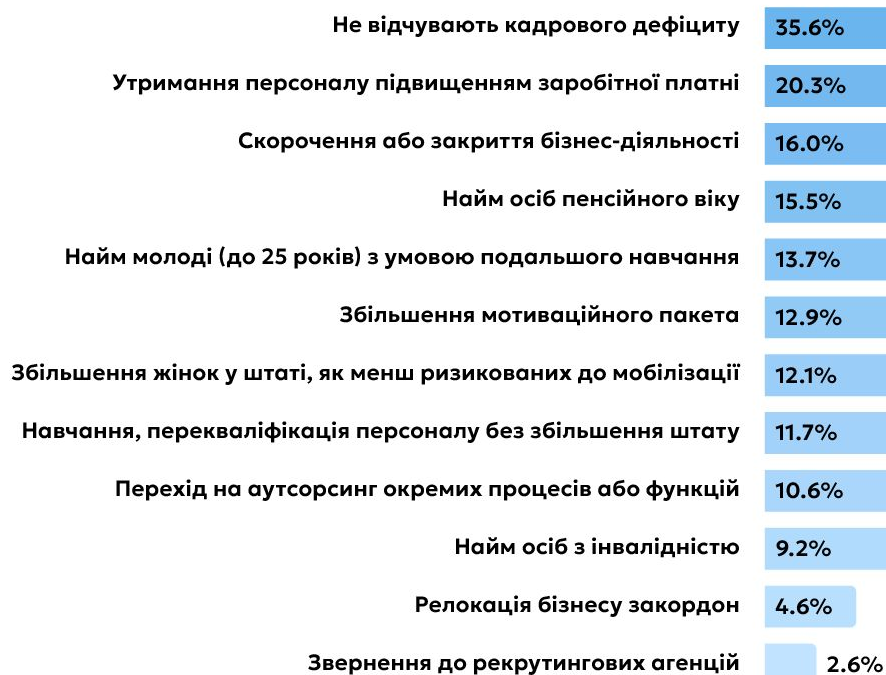 Не відчувають кадрового дефіциту 35.6%
Утримання персоналу підвищенням заробітної платні 20.3%
Скорочення або закриття бізнес-діяльності 16.0%
Найм осіб пенсійного віку 15.5%
Найм молоді (до 25 років) з умовою подальшого навчання 13.7%
Збільшення мотиваційного пакета 12.9%
Збільшення жінок у штаті, як менш ризикованих до мобілізації 12.1%
Навчання, перекваліфікація персоналу без збільшення штату 11.7%
Перехід на аутсорсинг окремих процесів або функцій 10.6%
Найм осіб з інвалідністю 9.2%
Релокація бізнесу закордон 4.6%
Звернення до рекрутингових агенцій 2.6%